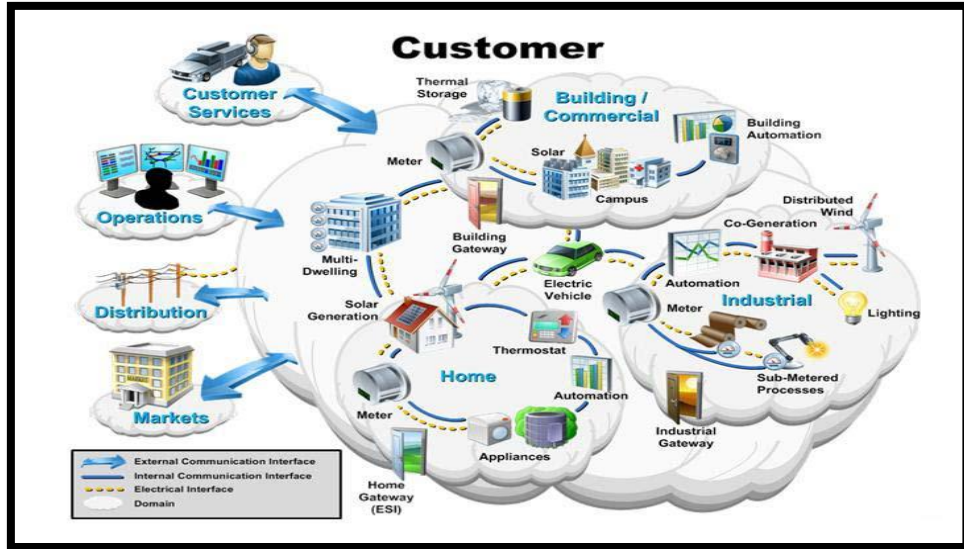 Customer
Customer
Services
Thermal
Storage
Building /
Commercial
Building
Automation
Meter
Solar
Campus
Operations
Multi-
Dwelling
Building
Gateway
Distributed
Wind
Co-Generation
Electric
Vehicle
Automation
Meter
Industrial
Lighting
Distribution
Solar
Generation
Thermostat
Home
Automation
Meter
Sub-Metered
Processes
Industrial
Gateway
Markets
MARKET
Appliances
Home
Gateway
(ESI)
External Communication Interface
Internal Communication Interface
Electrical Interface
Domain